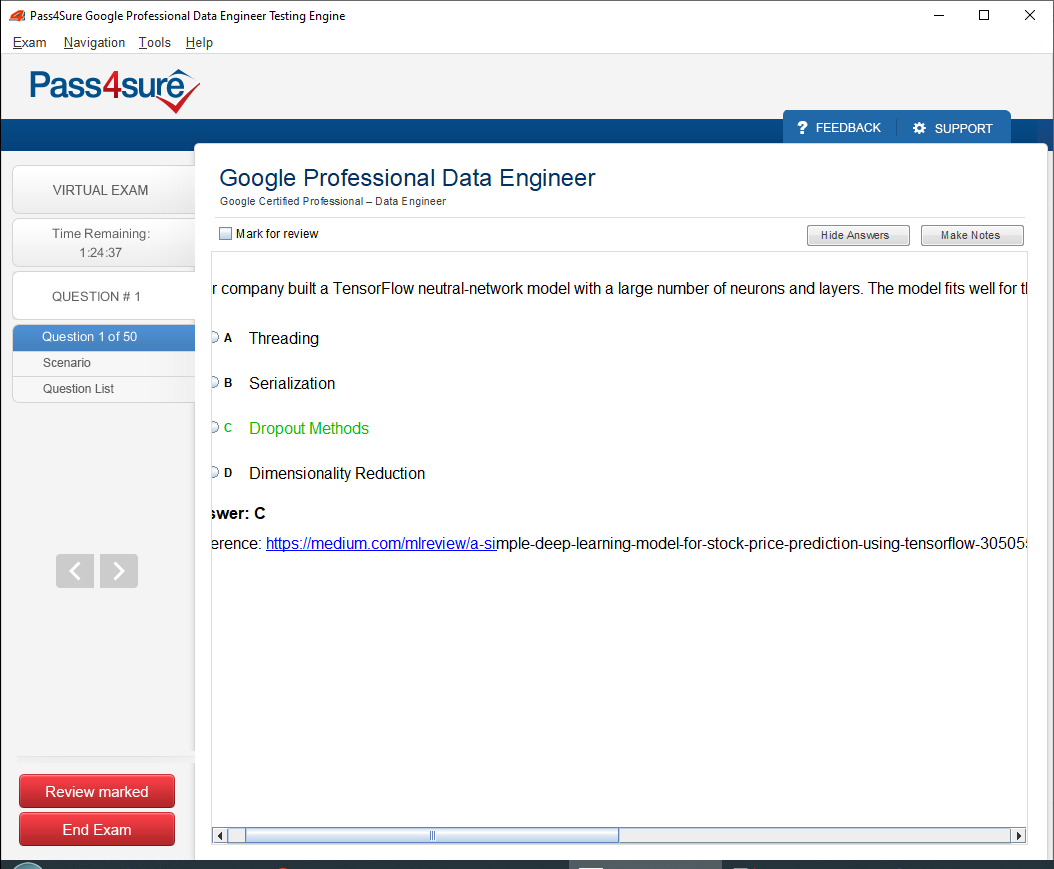 Pass4Sure Google Professional Data Engineer Testing Engine
Exam Navigation Tools Help
Pass4sure
? FEEDBACK SUPPORT
VIRTUAL EXAM
Time Remaining:
1:24:37
QUESTION # 1
Question 1 of 50
Scenario
Question List
Review marked
End Exam
Google Professional Data Engineer
Google Certified Professional – Data Engineer
Mark for review
Hide Answers Make Notes
r company built a TensorFlow neutral-network model with a large number of neurons and layers. The model fits well for th
A Threading
B Serialization
C Dropout Methods
D Dimensionality Reduction
swer: C
erence: https://medium.com/mlreview/a-simple-deep-learning-model-for-stock-price-prediction-using-tensorflow-305055